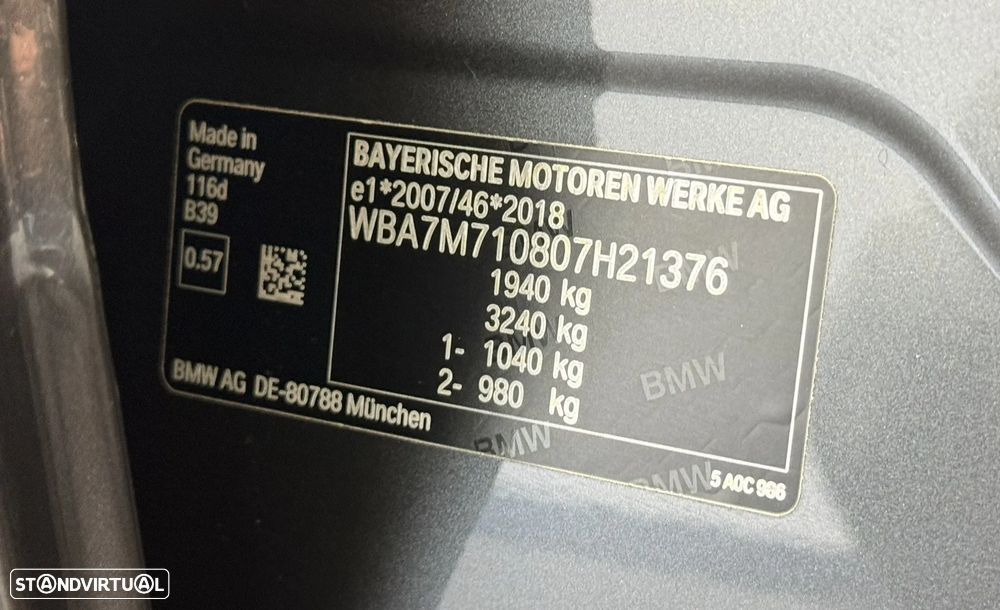 Made in
Germany
116d
B39
0.57
BMW AG DE-80788 München
BAYERISCHE MOTOREN WERKE AG
e1*2007/46*2018
WBA7M710807H21376
1940 kg
3240 kg
1- 1040 kg
2- 980 kg
BMW
BMW
BMW
5 A0C 966
STANDVIRTUAL